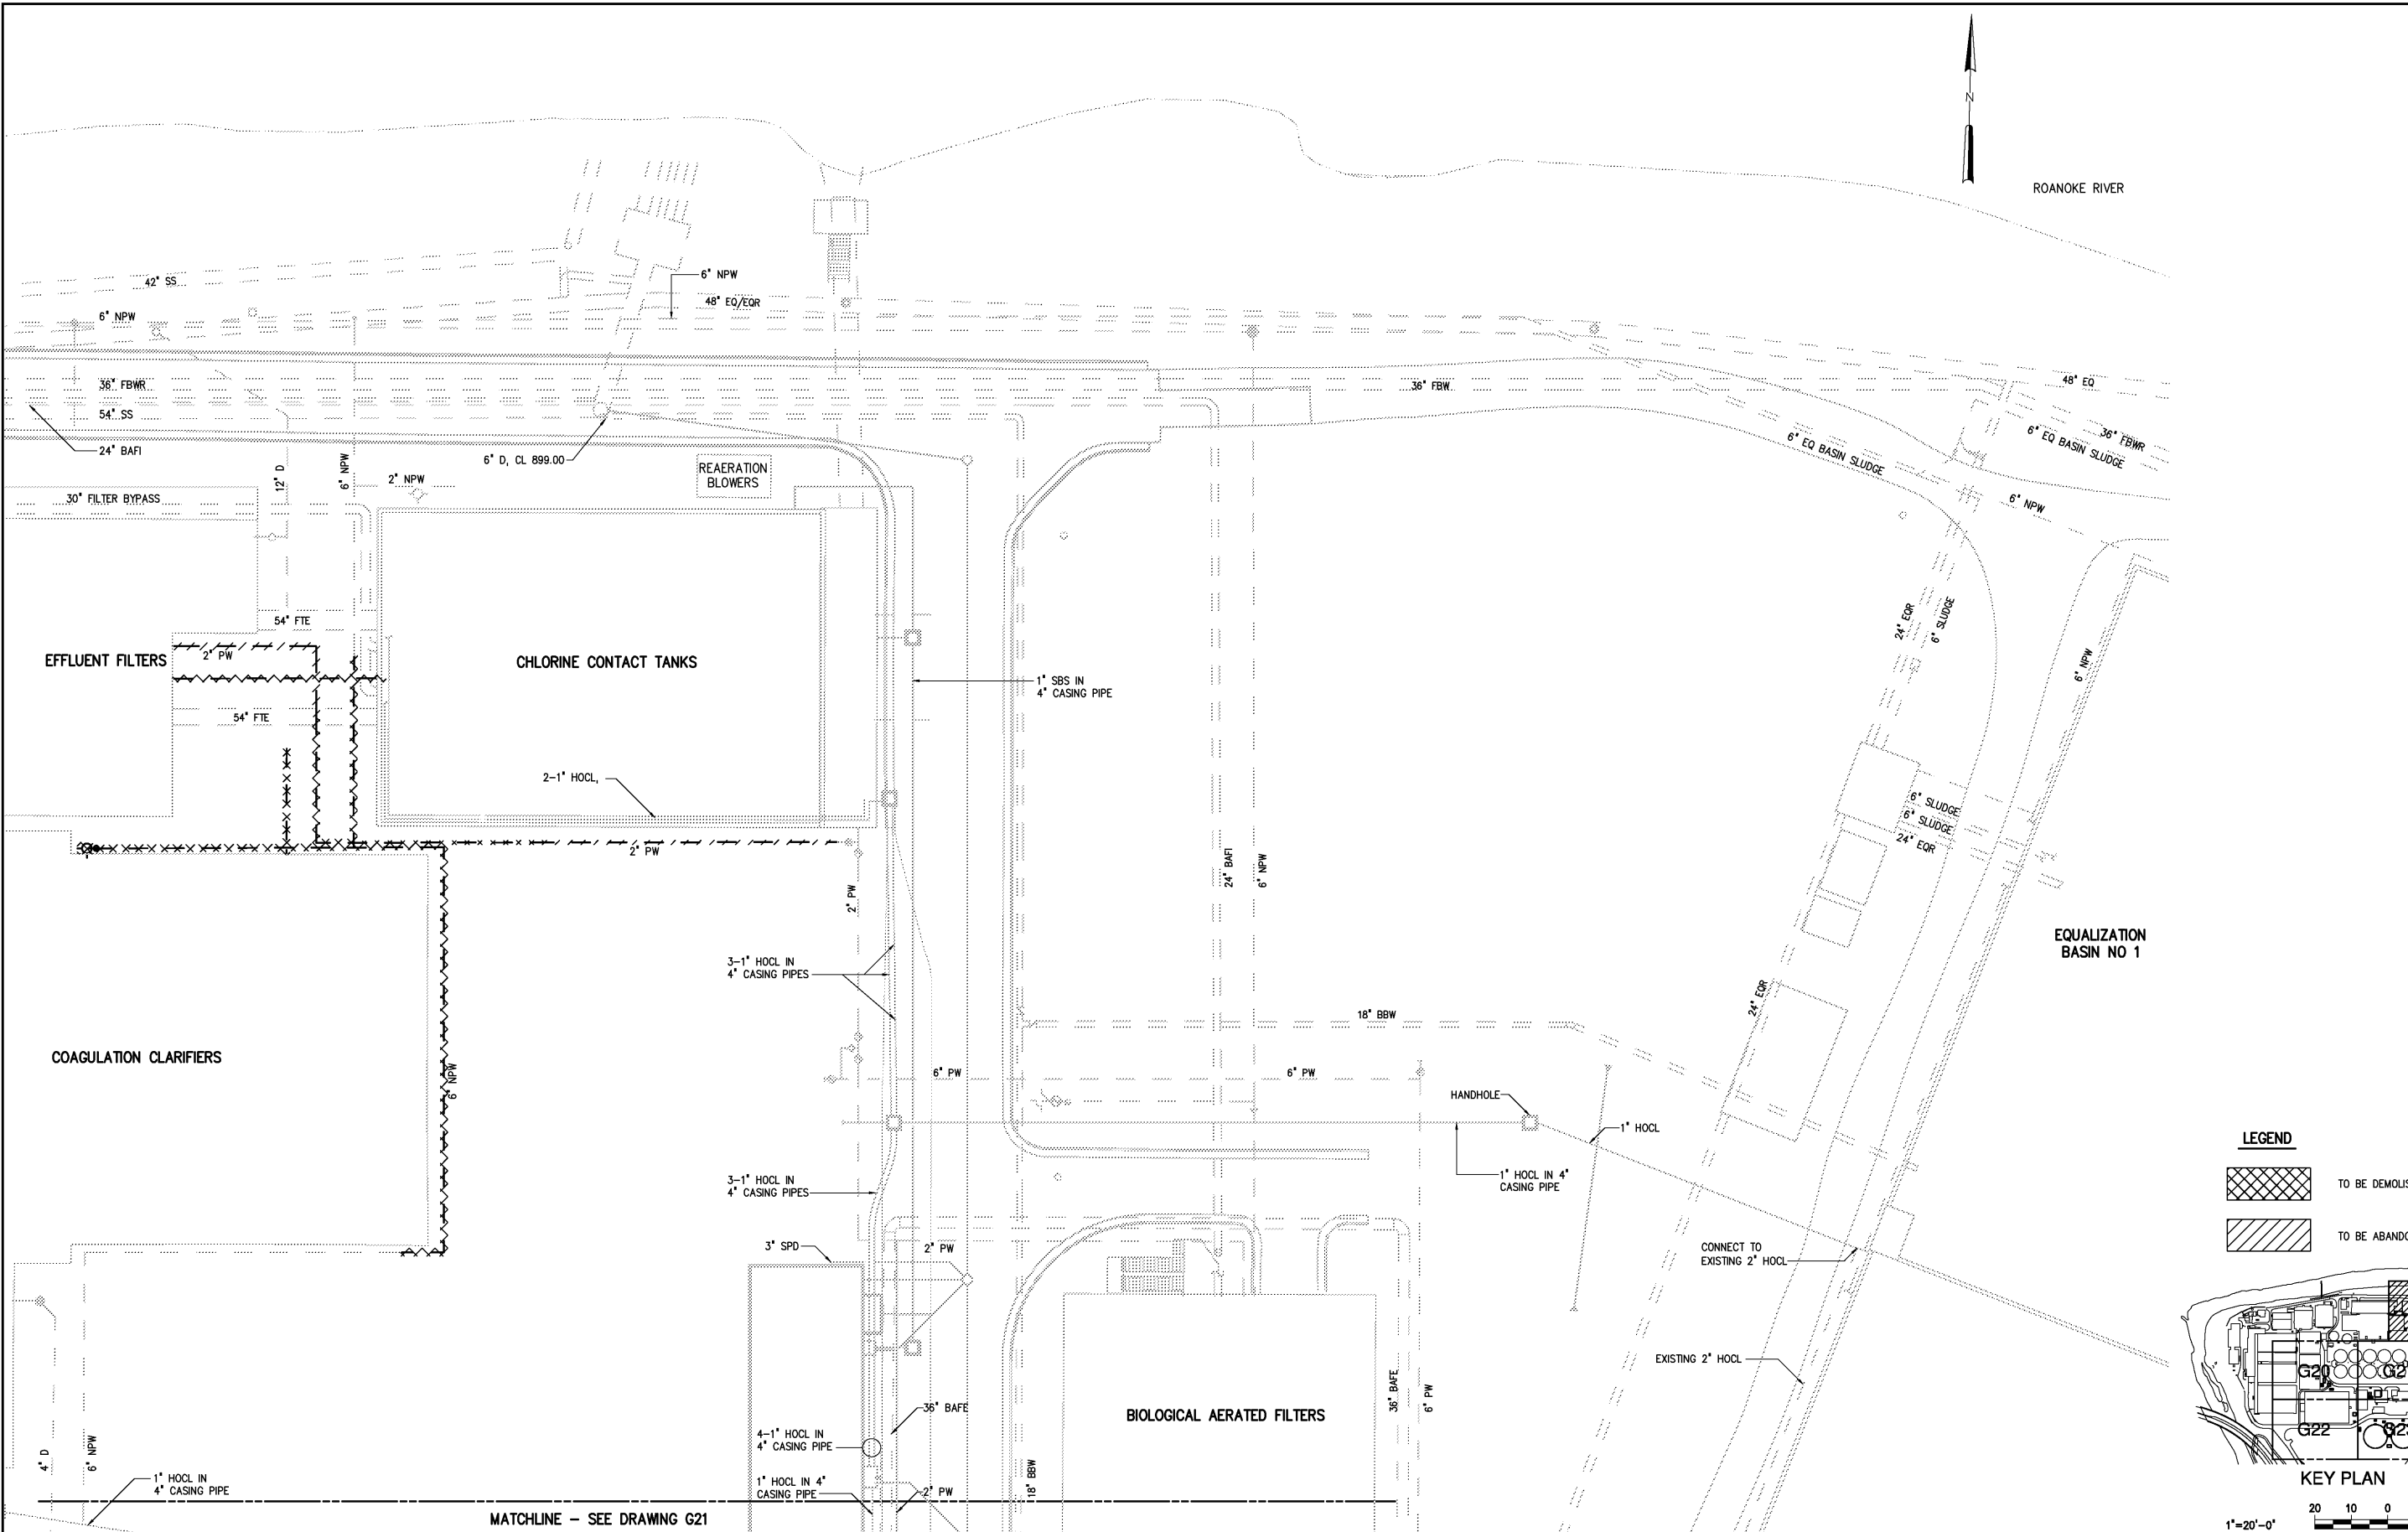 N
ROANOKE RIVER
42" SS
6" NPW
48" EQ/EQR
6" NPW
36" FBWR
54" SS
24" BAFI
36" FBW
48" EQ
36" FBWR
6" EQ BASIN SLUDGE
6" EQ BASIN SLUDGE
6" NPW
6" D, CL 899.00
REAERATION
BLOWERS
12" D
6" NPW
2" NPW
30" FILTER BYPASS
54" FTE
2" PW
EFFLUENT FILTERS
54" FTE
CHLORINE CONTACT TANKS
1" SBS IN
4" CASING PIPE
24" EQR
6" SLUDGE
6" NPW
2-1" HOCL,
6" SLUDGE
6" SLUDGE
24" EQR
2" PW
2" PW
24" BAFI
6" NPW
EQUALIZATION
BASIN NO 1
3-1" HOCL IN
4" CASING PIPES
24" EQR
18" BBW
COAGULATION CLARIFIERS
6" NPW
6" PW
6" PW
HANDHOLE
1" HOCL
LEGEND
1" HOCL IN 4"
CASING PIPE
3-1" HOCL IN
4" CASING PIPES
TO BE DEMOLIS
TO BE ABANDO
3" SPD
2" PW
CONNECT TO
EXISTING 2" HOCL
EXISTING 2" HOCL
36" BAFE
6" PW
36" BAFE
BIOLOGICAL AERATED FILTERS
4-1" HOCL IN
4" CASING PIPE
4" D
6" NPW
1" HOCL IN
4" CASING PIPE
1" HOCL IN 4"
CASING PIPE
2" PW
18" BBW
MATCHLINE – SEE DRAWING G21
G20
G22
KEY PLAN
20 10 0
1"=20'-0"